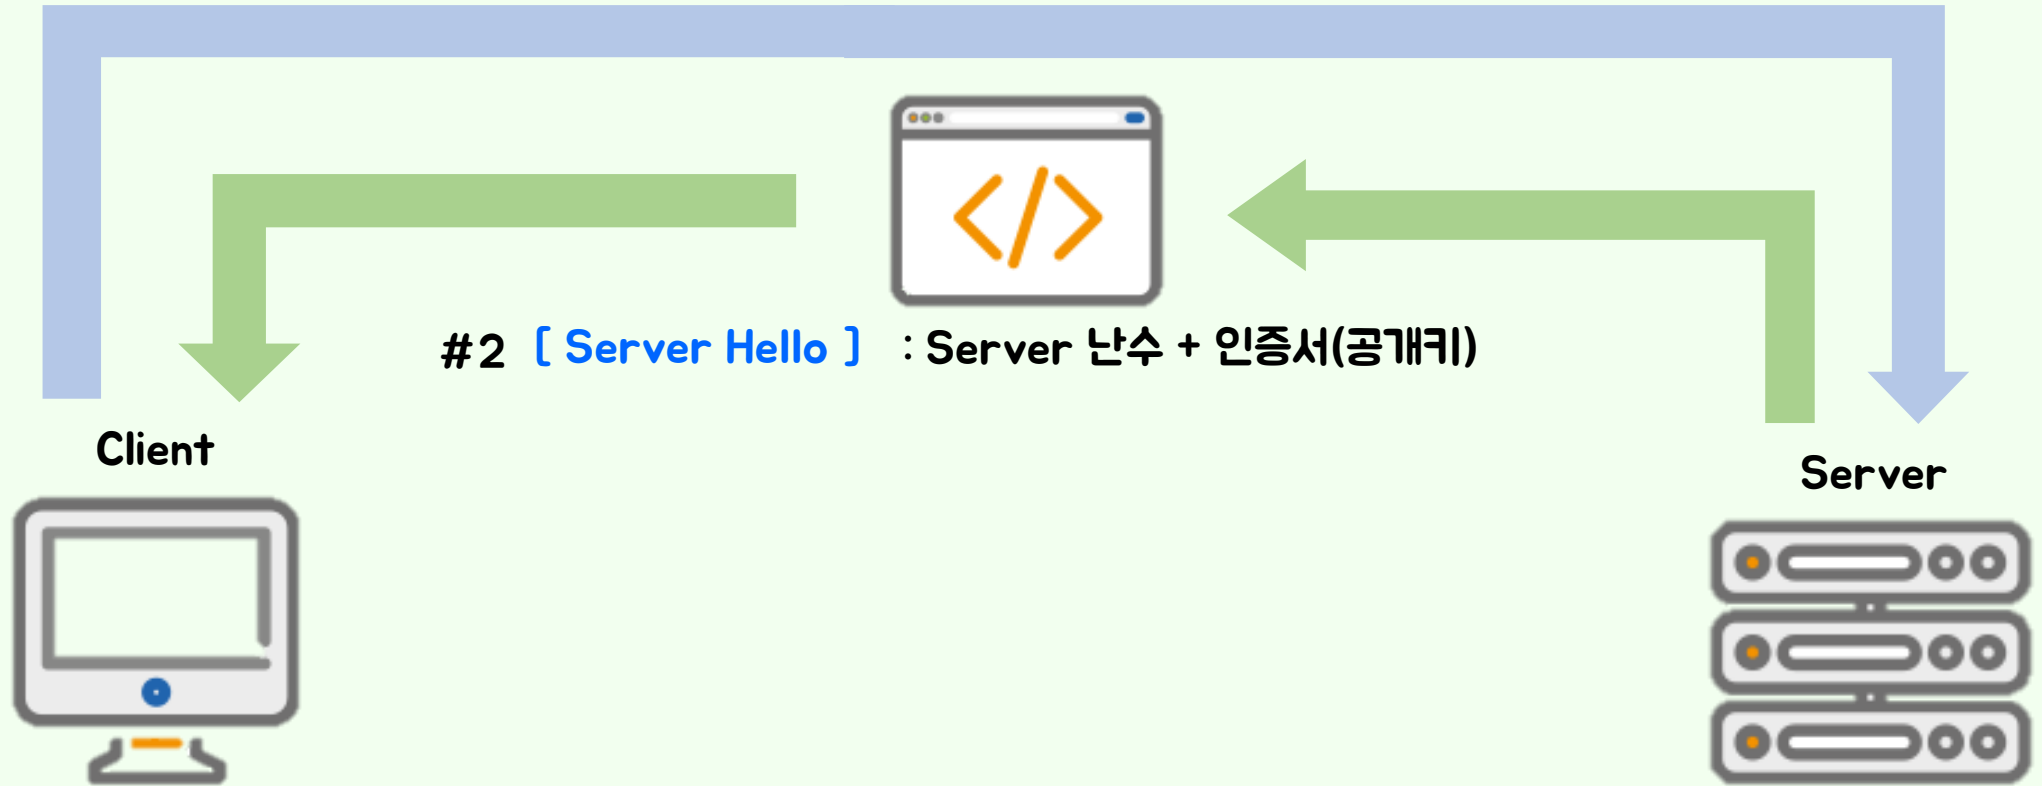 #2 [ Server Hello ] : Server 난수 + 인증서(공개키)
Client
Server